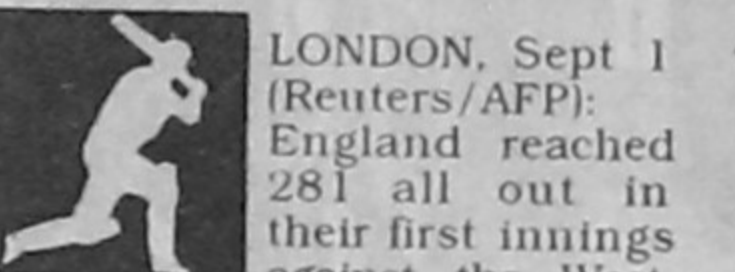 LONDON, Sept 1
(Reuters/AFP):
England reached
281 all out in
their first innings